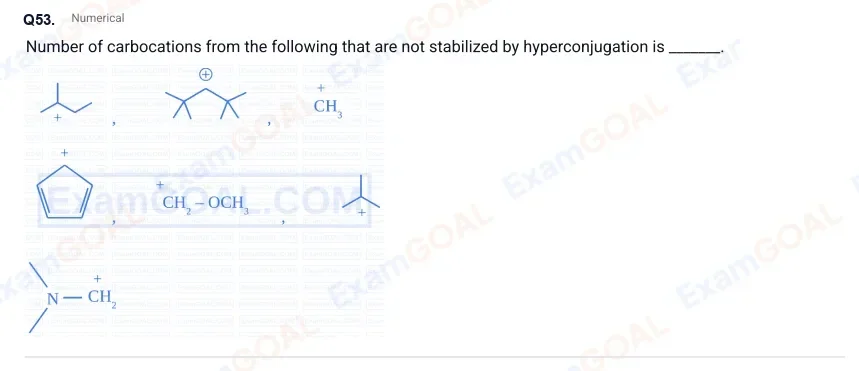 Q53. Numerical
Number of carbocations from the following that are not stabilized by hyperconjugation is ______.
+ , ⊕ , + CH3
+ , + CH2 – OCH3 , +
N — + CH2
ExamGOAL.COM
ExamGOAL